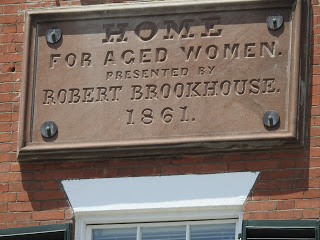 HOME
FOR AGED WOMEN.
PRESENTED BY
ROBERT BROOKHOUSE.
1861.